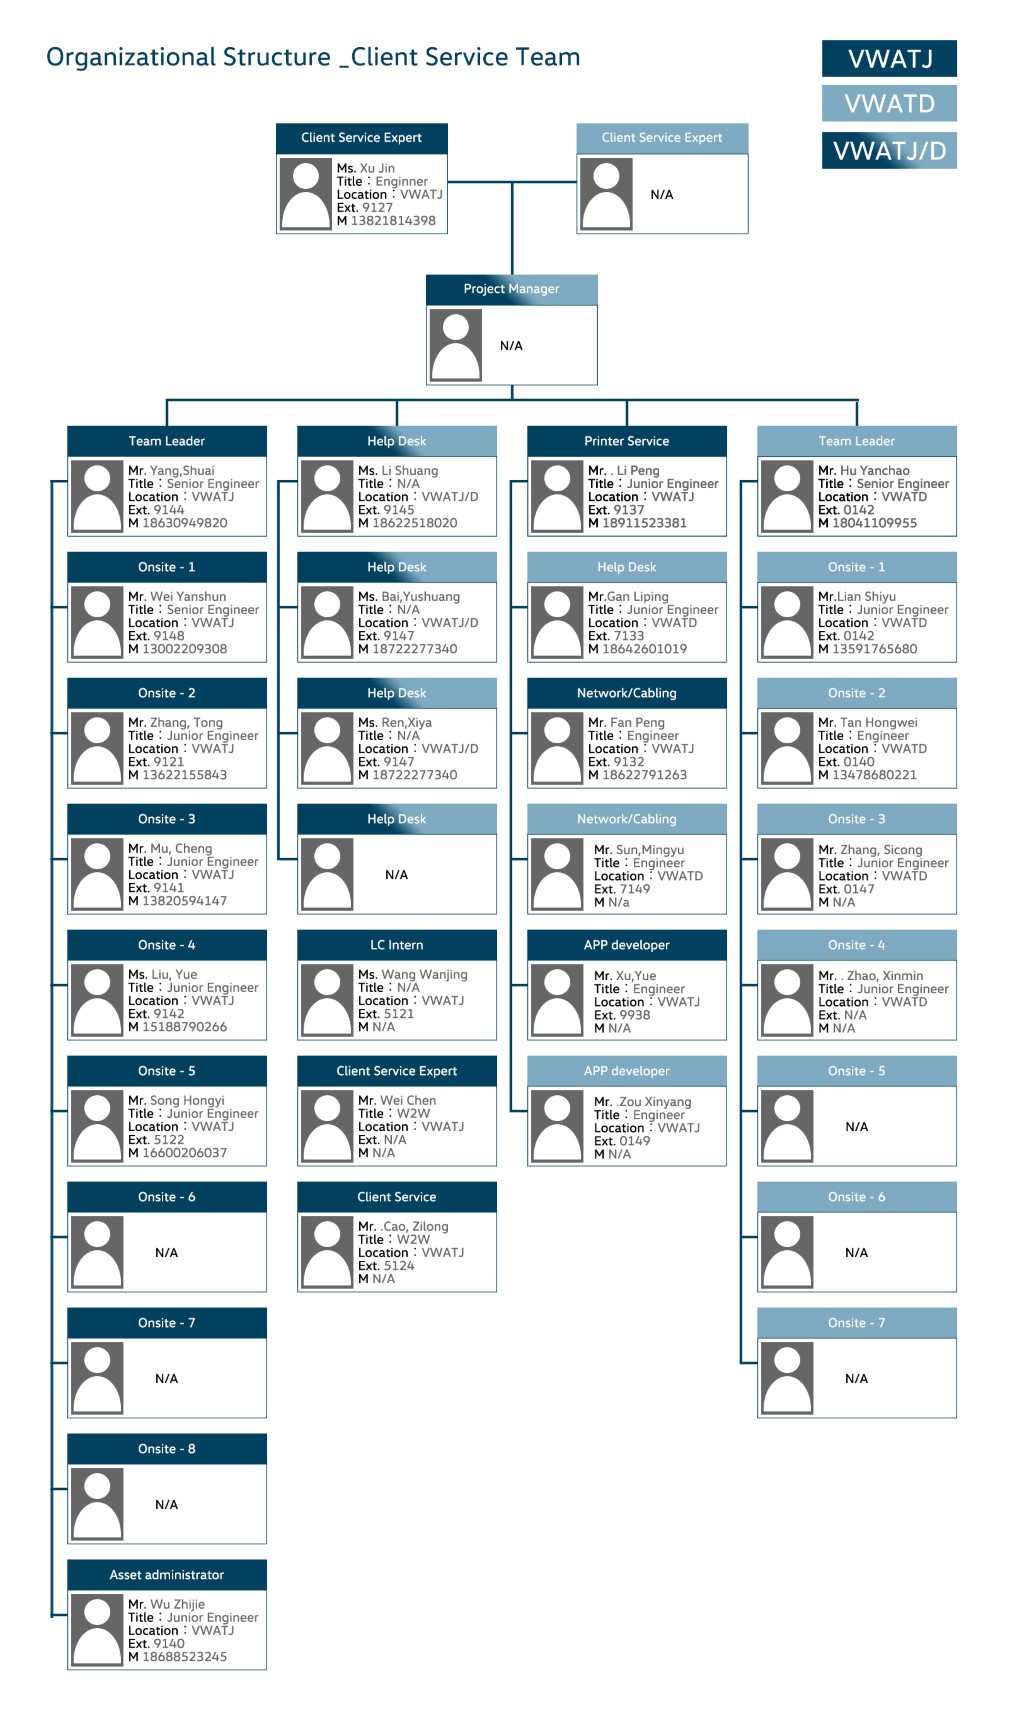 Organizational Structure _Client Service Team
VWATJ
VWATD
VWATJ/D
Client Service Expert
Ms. Xu Jin
Title：Enginner
Location：VWATJ
Ext. 9127
M 13821814398
Client Service Expert
N/A
Project Manager
N/A
Team Leader
Mr. Yang,Shuai
Title：Senior Engineer
Location：VWATJ
Ext. 9144
M 18630949820
Onsite - 1
Mr. Wei Yanshun
Title：Senior Engineer
Location：VWATJ
Ext. 9148
M 13002209308
Onsite - 2
Mr. Zhang, Tong
Title：Junior Engineer
Location：VWATJ
Ext. 9121
M 13622155843
Onsite - 3
Mr. Mu, Cheng
Title：Junior Engineer
Location：VWATJ
Ext. 9141
M 13820594147
Onsite - 4
Ms. Liu, Yue
Title：Junior Engineer
Location：VWATJ
Ext. 9142
M 15188790266
Onsite - 5
Mr. Song Hongyi
Title：Junior Engineer
Location：VWATJ
Ext. 5122
M 16600206037
Onsite - 6
N/A
Onsite - 7
N/A
Onsite - 8
N/A
Asset administrator
Mr. Wu Zhijie
Title：Junior Engineer
Location：VWATJ
Ext. 9140
M 18688523245
Help Desk
Ms. Li Shuang
Title：N/A
Location：VWATJ/D
Ext. 9145
M 18622518020
Help Desk
Ms. Bai,Yushuang
Title：N/A
Location：VWATJ/D
Ext. 9147
M 18722277340
Help Desk
Ms. Ren,Xiya
Title：N/A
Location：VWATJ/D
Ext. 9147
M 18722277340
Help Desk
N/A
LC Intern
Ms. Wang Wanjing
Title：N/A
Location：VWATJ
Ext. 5121
M N/A
Client Service Expert
Mr. Wei Chen
Title：W2W
Location：VWATJ
Ext. N/A
M N/A
Client Service
Mr. .Cao, Zilong
Title：W2W
Location：VWATJ
Ext. 5124
M N/A
Printer Service
Mr. . Li Peng
Title：Junior Engineer
Location：VWATJ
Ext. 9137
M 18911523381
Help Desk
Mr.Gan Liping
Title：Junior Engineer
Location：VWATD
Ext. 7133
M 18642601019
Network/Cabling
Mr. Fan Peng
Title：Engineer
Location：VWATJ
Ext. 9132
M 18622791263
Network/Cabling
Mr. Sun,Mingyu
Title：Engineer
Location：VWATD
Ext. 7149
M N/a
APP developer
Mr. Xu,Yue
Title：Engineer
Location：VWATJ
Ext. 9938
M N/A
APP developer
Mr. .Zou Xinyang
Title：Engineer
Location：VWATJ
Ext. 0149
M N/A
Team Leader
Mr. Hu Yanchao
Title：Senior Engineer
Location：VWATD
Ext. 0142
M 18041109955
Onsite - 1
Mr.Lian Shiyu
Title：Junior Engineer
Location：VWATD
Ext. 0142
M 13591765680
Onsite - 2
Mr. Tan Hongwei
Title：Engineer
Location：VWATD
Ext. 0140
M 13478680221
Onsite - 3
Mr. Zhang, Sicong
Title：Junior Engineer
Location：VWATD
Ext. 0147
M N/A
Onsite - 4
Mr. . Zhao, Xinmin
Title：Junior Engineer
Location：VWATD
Ext. N/A
M N/A
Onsite - 5
N/A
Onsite - 6
N/A
Onsite - 7
N/A